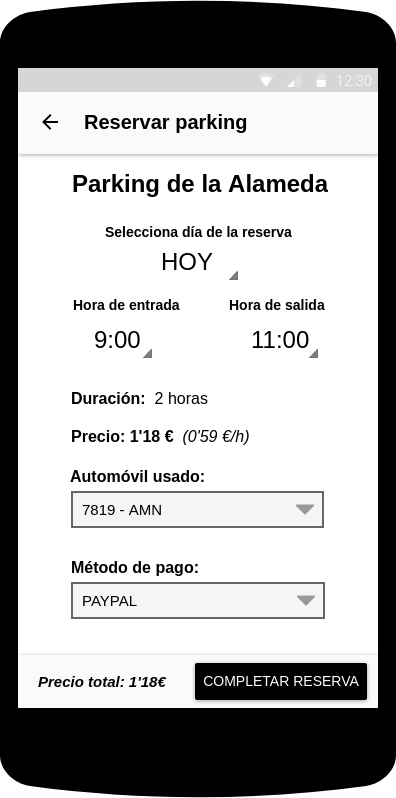 12:30
Reservar parking
Parking de la Alameda
Selecciona día de la reserva
HOY
Hora de entrada Hora de salida
9:00 11:00
Duración: 2 horas
Precio: 1'18 € (0'59 €/h)
Automóvil usado:
7819 - AMN
Método de pago:
PAYPAL
Precio total: 1'18€ COMPLETAR RESERVA